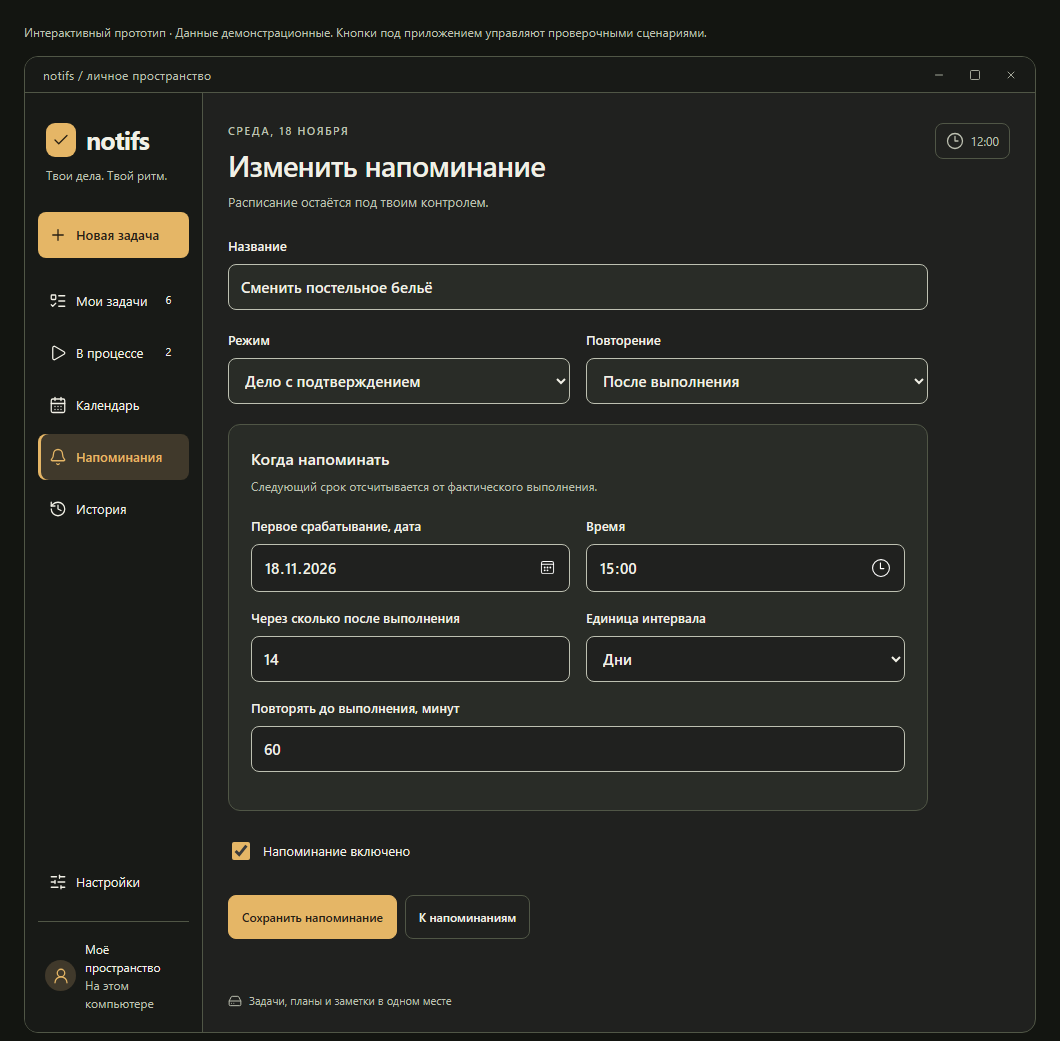 Интерактивный прототип · Данные демонстрационные. Кнопки под приложением управляют проверочными сценариями.
notifs / личное пространство
notifs
Твои дела. Твой ритм.
Новая задача
Мои задачи 6
В процессе 2
Календарь
Напоминания
История
Настройки
Моё
пространство
На этом
компьютере
СРЕДА, 18 НОЯБРЯ
12:00
Изменить напоминание
Расписание остаётся под твоим контролем.
Название
Сменить постельное бельё
Режим
Повторение
Дело с подтверждением
После выполнения
Когда напоминать
Следующий срок отсчитывается от фактического выполнения.
Первое срабатывание, дата
Время
18.11.2026
15:00
Через сколько после выполнения
Единица интервала
14
Дни
Повторять до выполнения, минут
60
Напоминание включено
Сохранить напоминание
К напоминаниям
Задачи, планы и заметки в одном месте